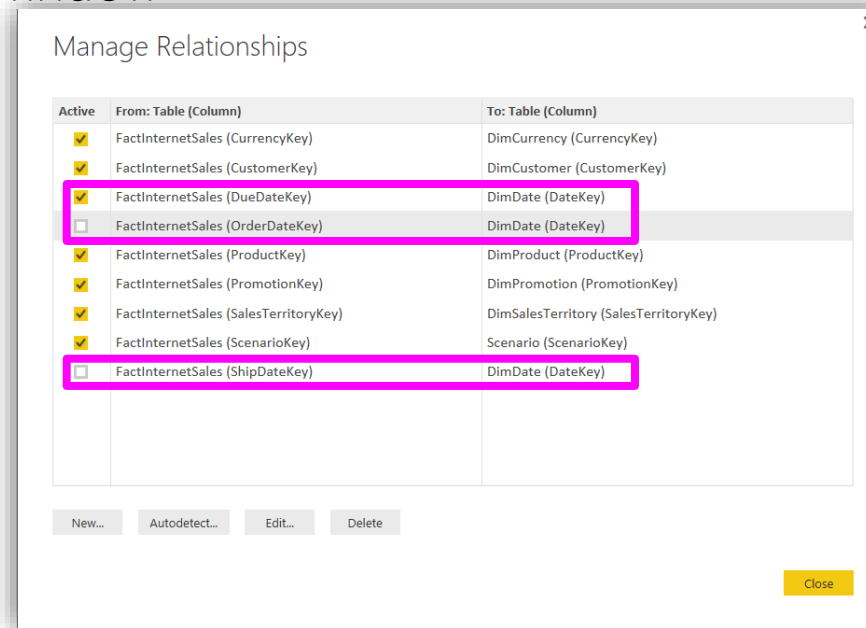 Manage Relationships
Active From: Table (Column) To: Table (Column)
FactInternetSales (CurrencyKey) DimCurrency (CurrencyKey)
FactInternetSales (CustomerKey) DimCustomer (CustomerKey)
FactInternetSales (DueDateKey) DimDate (DateKey)
FactInternetSales (OrderDateKey) DimDate (DateKey)
FactInternetSales (ProductKey) DimProduct (ProductKey)
FactInternetSales (PromotionKey) DimPromotion (PromotionKey)
FactInternetSales (SalesTerritoryKey) DimSalesTerritory (SalesTerritoryKey)
FactInternetSales (ScenarioKey) Scenario (ScenarioKey)
FactInternetSales (ShipDateKey) DimDate (DateKey)
New... Autodetect... Edit... Delete
Close